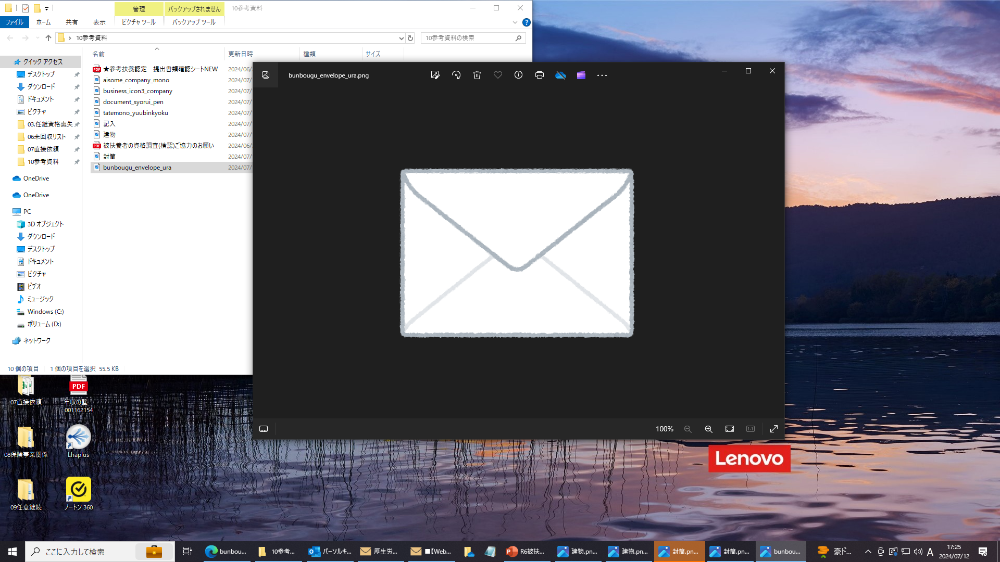 管理
バックアップされません
10参考資料
ファイル
ホーム
共有
表示
ピクチャ ツール
バックアップ ツール
10参考資料
10参考資料の検索
名前
更新日時
種類
サイズ
クイック アクセス
デスクトップ
ダウンロード
ドキュメント
ピクチャ
03.任継資格喪失
06未回収リスト
07直接依頼
10参考資料
OneDrive
OneDrive
PC
3D オブジェクト
ダウンロード
デスクトップ
ドキュメント
ピクチャ
ビデオ
ミュージック
Windows (C:)
ボリューム (D:)
ネットワーク
★参考扶養認定　提出書類確認シートNEW 2024/06/
aisome_company_mono 2024/07/
business_icon3_company 2024/07/
document_syorui_pen 2024/07/
tatemono_yuubinkyoku 2024/07/
記入 2024/07/
建物 2024/07/
被扶養者の資格調査(検認)ご協力のお願い 2024/06/
封筒 2024/07/
bunbougu_envelope_ura 2024/07/
10 個の項目
1 個の項目を選択 55.5 KB
bunbougu_envelope_ura.png
100%
1:1
07直接依頼
PDF
年収の壁
001162154
08保険事業関係
Lhaplus
09任意継続
ノートン 360
Lenovo
ここに入力して検索
bunbou...
10参考...
パーソルキ...
厚生労...
■【Web...
R6被扶...
建物.pn...
建物.pn...
封筒.pn...
封筒.pn...
bunbou...
豪ド...
A
17:25
2024/07/12